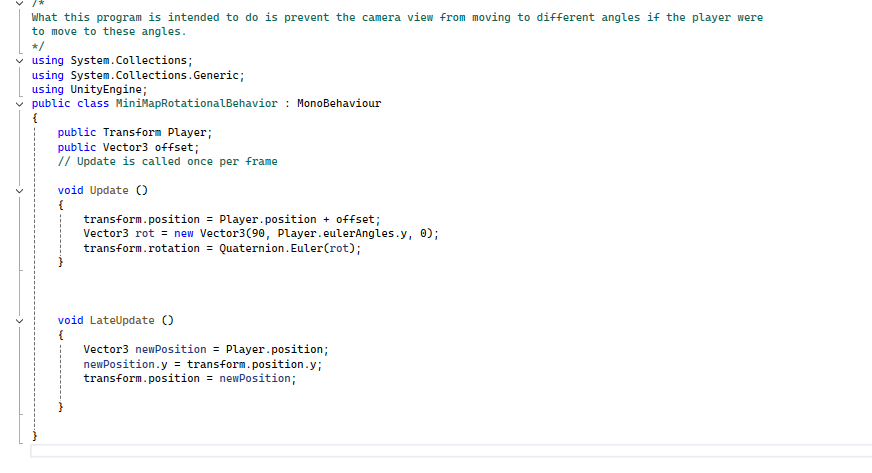 /*
What this program is intended to do is prevent the camera view from moving to different angles if the player were
to move to these angles.
*/
using System.Collections;
using System.Collections.Generic;
using UnityEngine;
public class MiniMapRotationalBehavior : MonoBehaviour
{
    public Transform Player;
    public Vector3 offset;
    // Update is called once per frame
    void Update ()
    {
        transform.position = Player.position + offset;
        Vector3 rot = new Vector3(90, Player.eulerAngles.y, 0);
        transform.rotation = Quaternion.Euler(rot);
    }
    void LateUpdate ()
    {
        Vector3 newPosition = Player.position;
        newPosition.y = transform.position.y;
        transform.position = newPosition;
    }
}